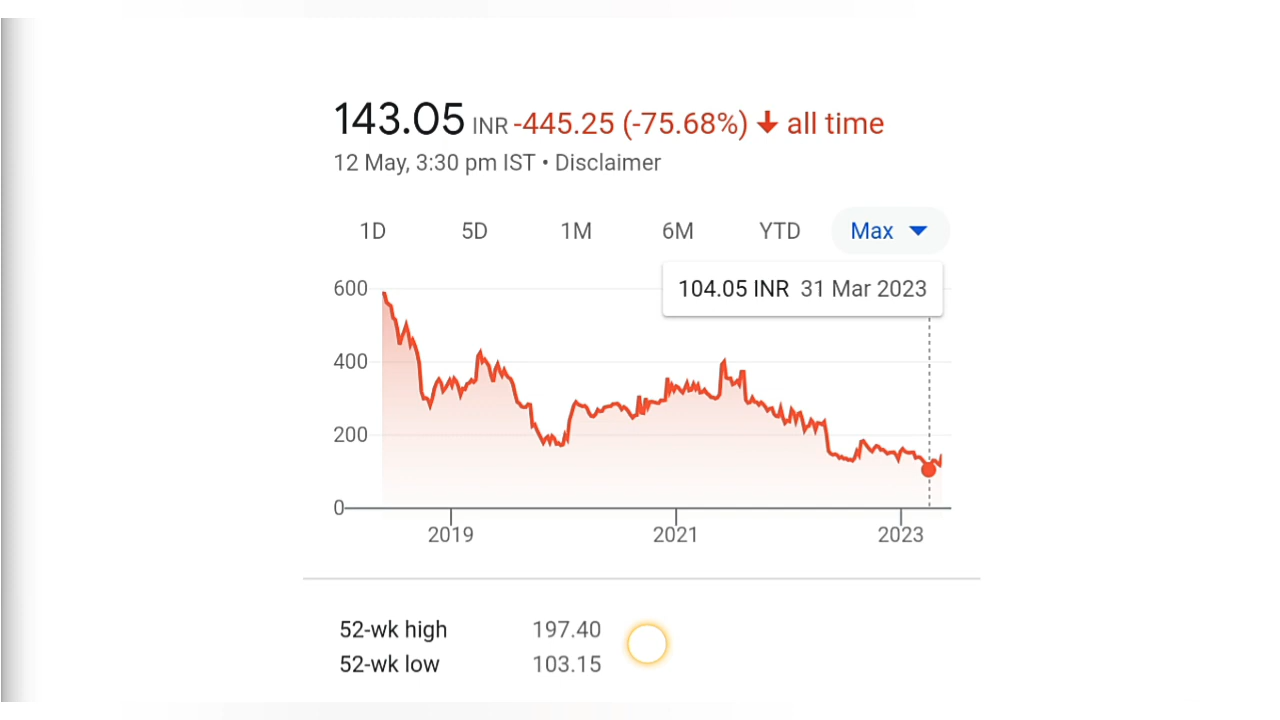 143.05 INR -445.25 (-75.68%) ↓ all time
12 May, 3:30 pm IST • Disclaimer
1D 5D 1M 6M YTD Max
104.05 INR 31 Mar 2023
600
400
200
0
2019 2021 2023
52-wk high 197.40
52-wk low 103.15